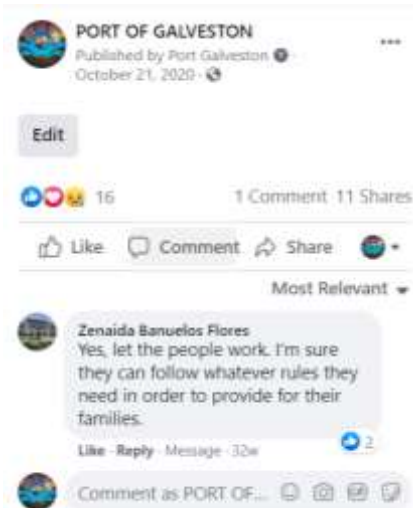 PORT OF GALVESTON
Published by Port Galveston
October 21, 2020
Edit
16
1 Comment 11 Shares
Like Comment Share
Most Relevant
Zenaida Banuelos Flores
Yes, let the people work. I'm sure
they can follow whatever rules they
need in order to provide for their
families.
Like · Reply · Message · 32w
2
Comment as PORT OF...